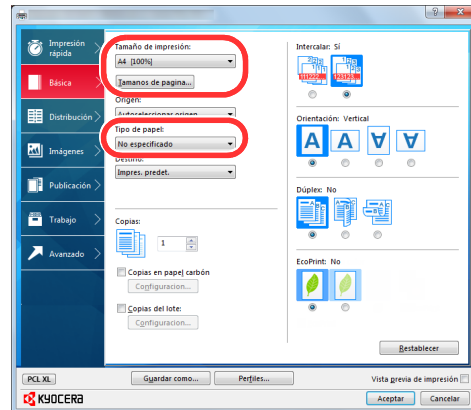 Impresión
rápida
Básica
Distribución
Imágenes
Publicación
Trabajo
Avanzado
Tamaño de impresión:
A4 [100%]
Tamanos de pagina...
Origen:
Autoseleccionar origen
Tipo de papel:
No especificado
Destino:
Impres. predet.
Copias:
1
Copias en papel carbón
Configuracion...
Copias del lote:
Configuracion...
Intercalar: Sí
111222... 123123...
Orientación: Vertical
A A A A
Dúplex: No
EcoPrint: No
Restablecer
PCL XL
Guardar como...
Perfiles...
Vista previa de impresión
KYOCERA
Aceptar
Cancelar